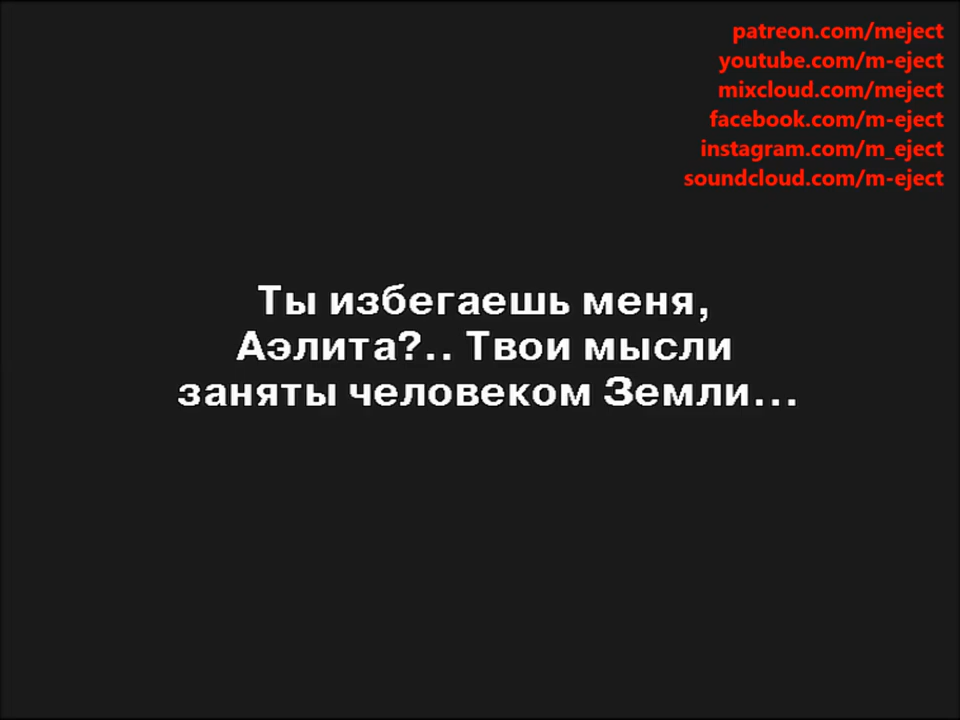 patreon.com/meject
youtube.com/m-eject
mixcloud.com/meject
facebook.com/m-eject
instagram.com/m_eject
soundcloud.com/m-eject
Ты избегаешь меня,
Аэлита?.. Твои мысли
заняты человеком Земли...